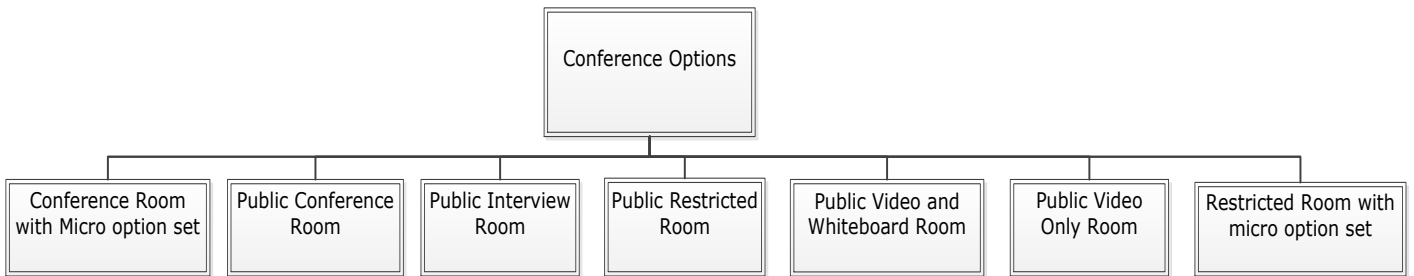 Conference Options
Conference Room
with Micro option set
Public Conference
Room
Public Interview
Room
Public Restricted
Room
Public Video and
Whiteboard Room
Public Video
Only Room
Restricted Room with
micro option set